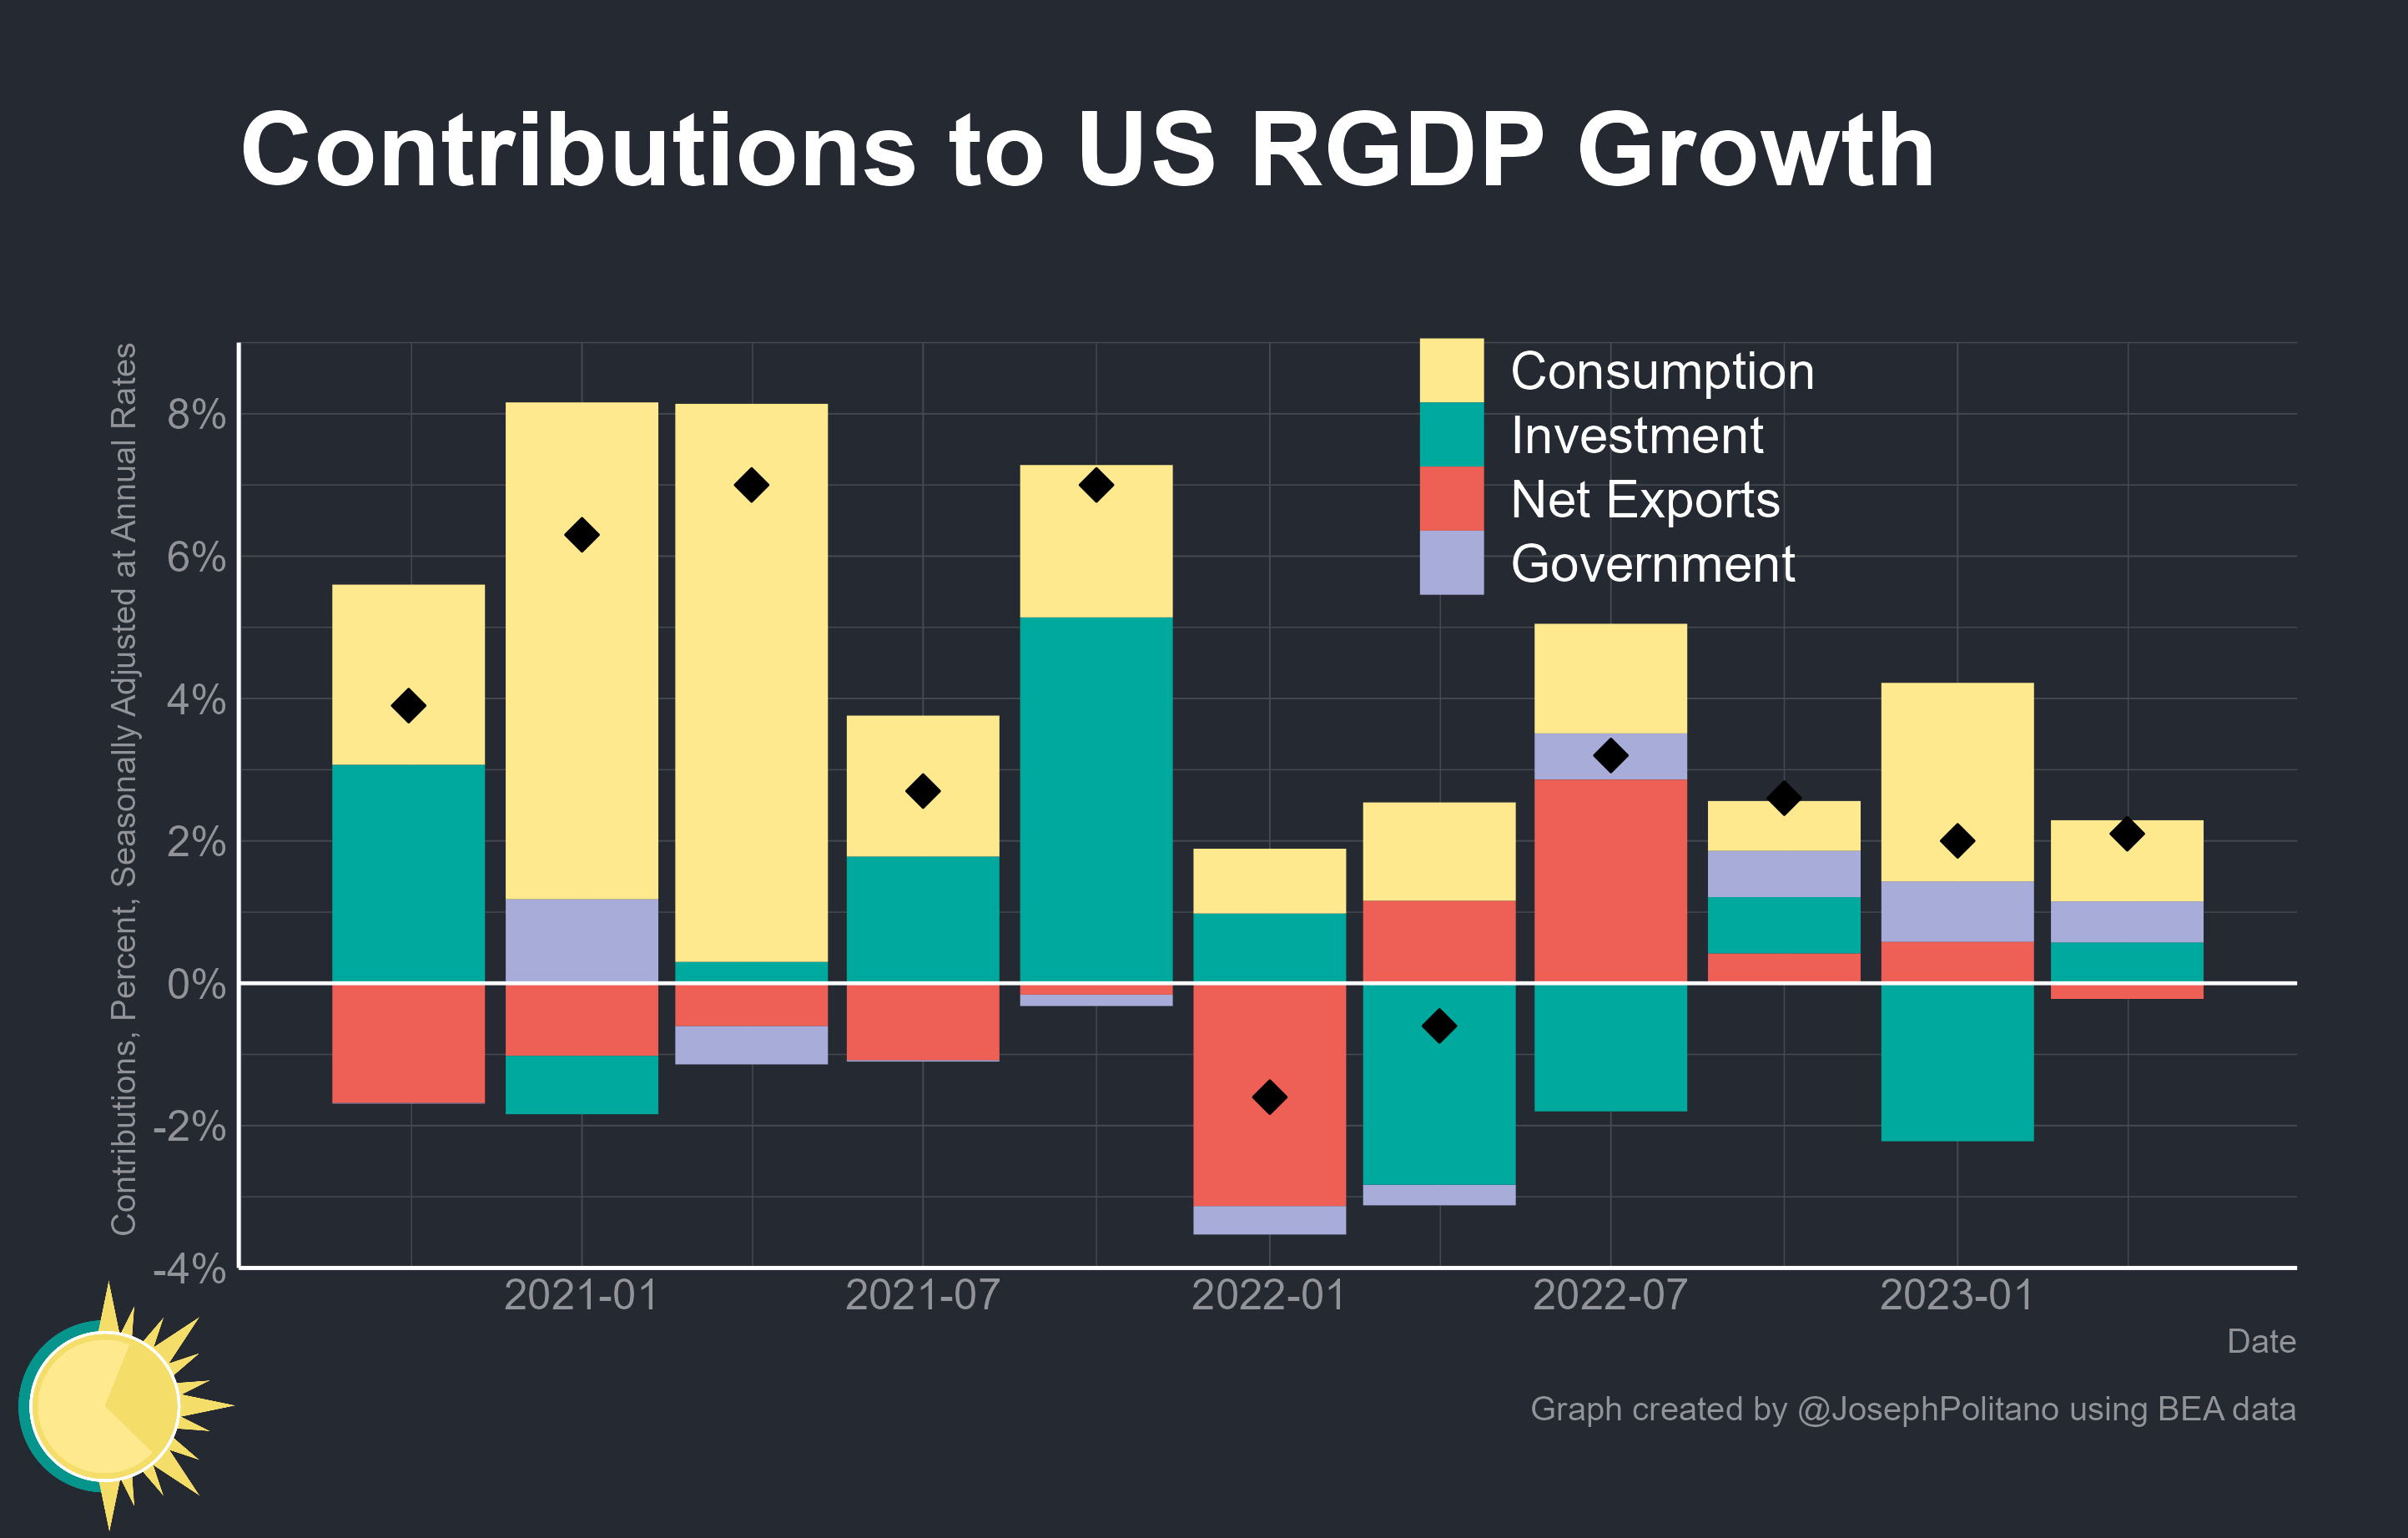 Contributions to US RGDP Growth
Contributions, Percent, Seasonally Adjusted at Annual Rates
Consumption
Investment
Net Exports
Government
8%
6%
4%
2%
0%
-2%
-4%
2021-01
2021-07
2022-01
2022-07
2023-01
Date
Graph created by @JosephPolitano using BEA data